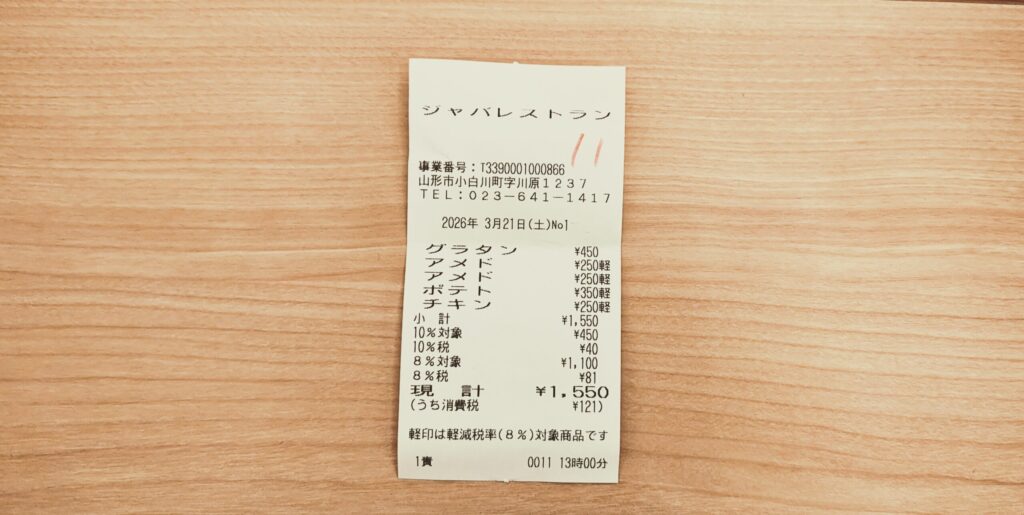 ジャバレストラン
11
事業番号：T3390001000866
山形市小白川町字川原１２３７
ＴＥＬ：０２３－６４１－１４１７
2026年 3月21日(土)No1
グラタン ¥450
アメド ¥250軽
アメド ¥250軽
ポテト ¥350軽
チキン ¥250軽
小 計 ¥1,550
10%対象 ¥450
10%税 ¥40
８%対象 ¥1,100
８%税 ¥81
現 計 ¥1,550
(うち消費税 ¥121)
軽印は軽減税率(８%)対象商品です
1責 0011 13時00分